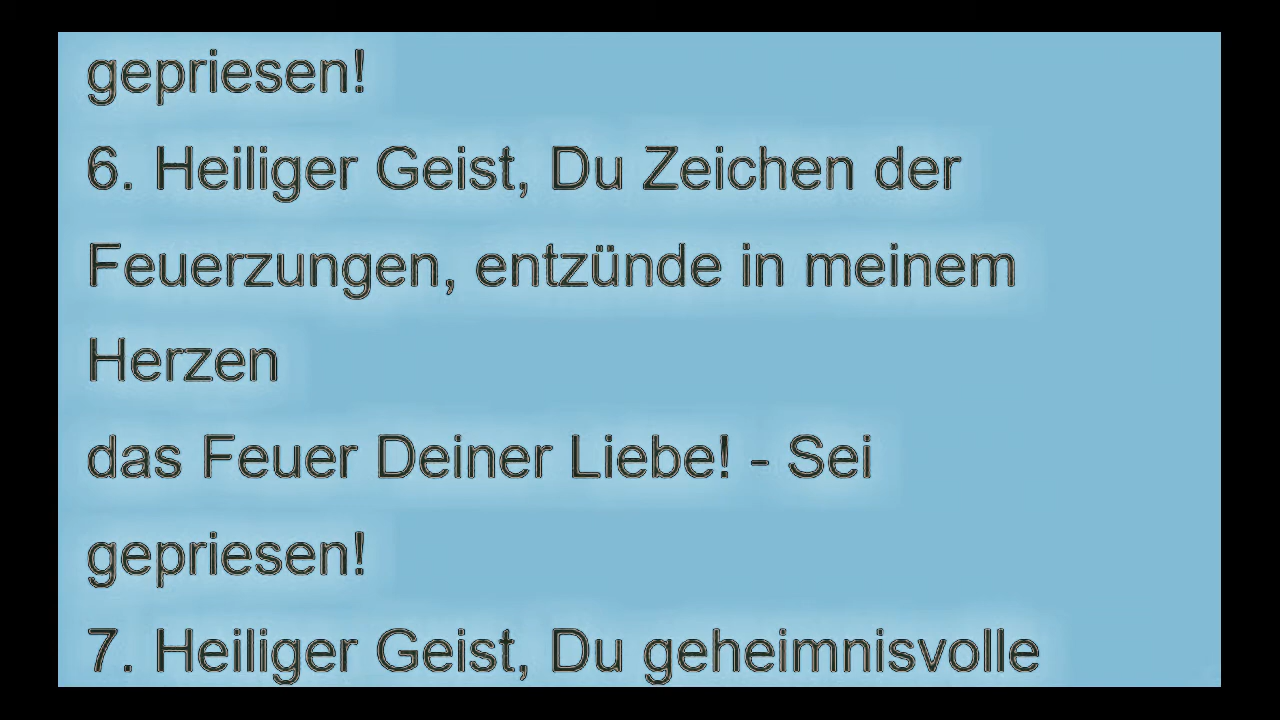 gepriesen!
6. Heiliger Geist, Du Zeichen der
Feuerzungen, entzünde in meinem
Herzen
das Feuer Deiner Liebe! - Sei
gepriesen!
7. Heiliger Geist, Du geheimnisvolle